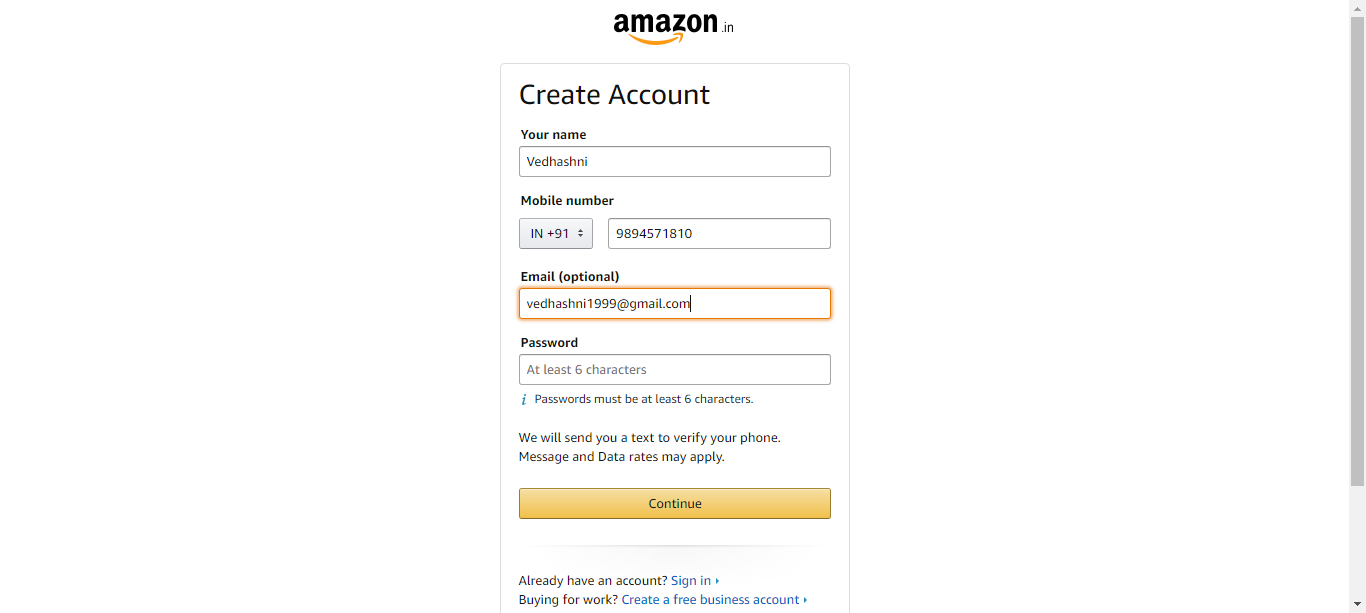 amazon.in
Create Account
Your name
Vedhashni
Mobile number
IN +91 9894571810
Email (optional)
vedhashni1999@gmail.com
Password
At least 6 characters
i Passwords must be at least 6 characters.
We will send you a text to verify your phone.
Message and Data rates may apply.
Continue
Already have an account? Sign in
Buying for work? Create a free business account